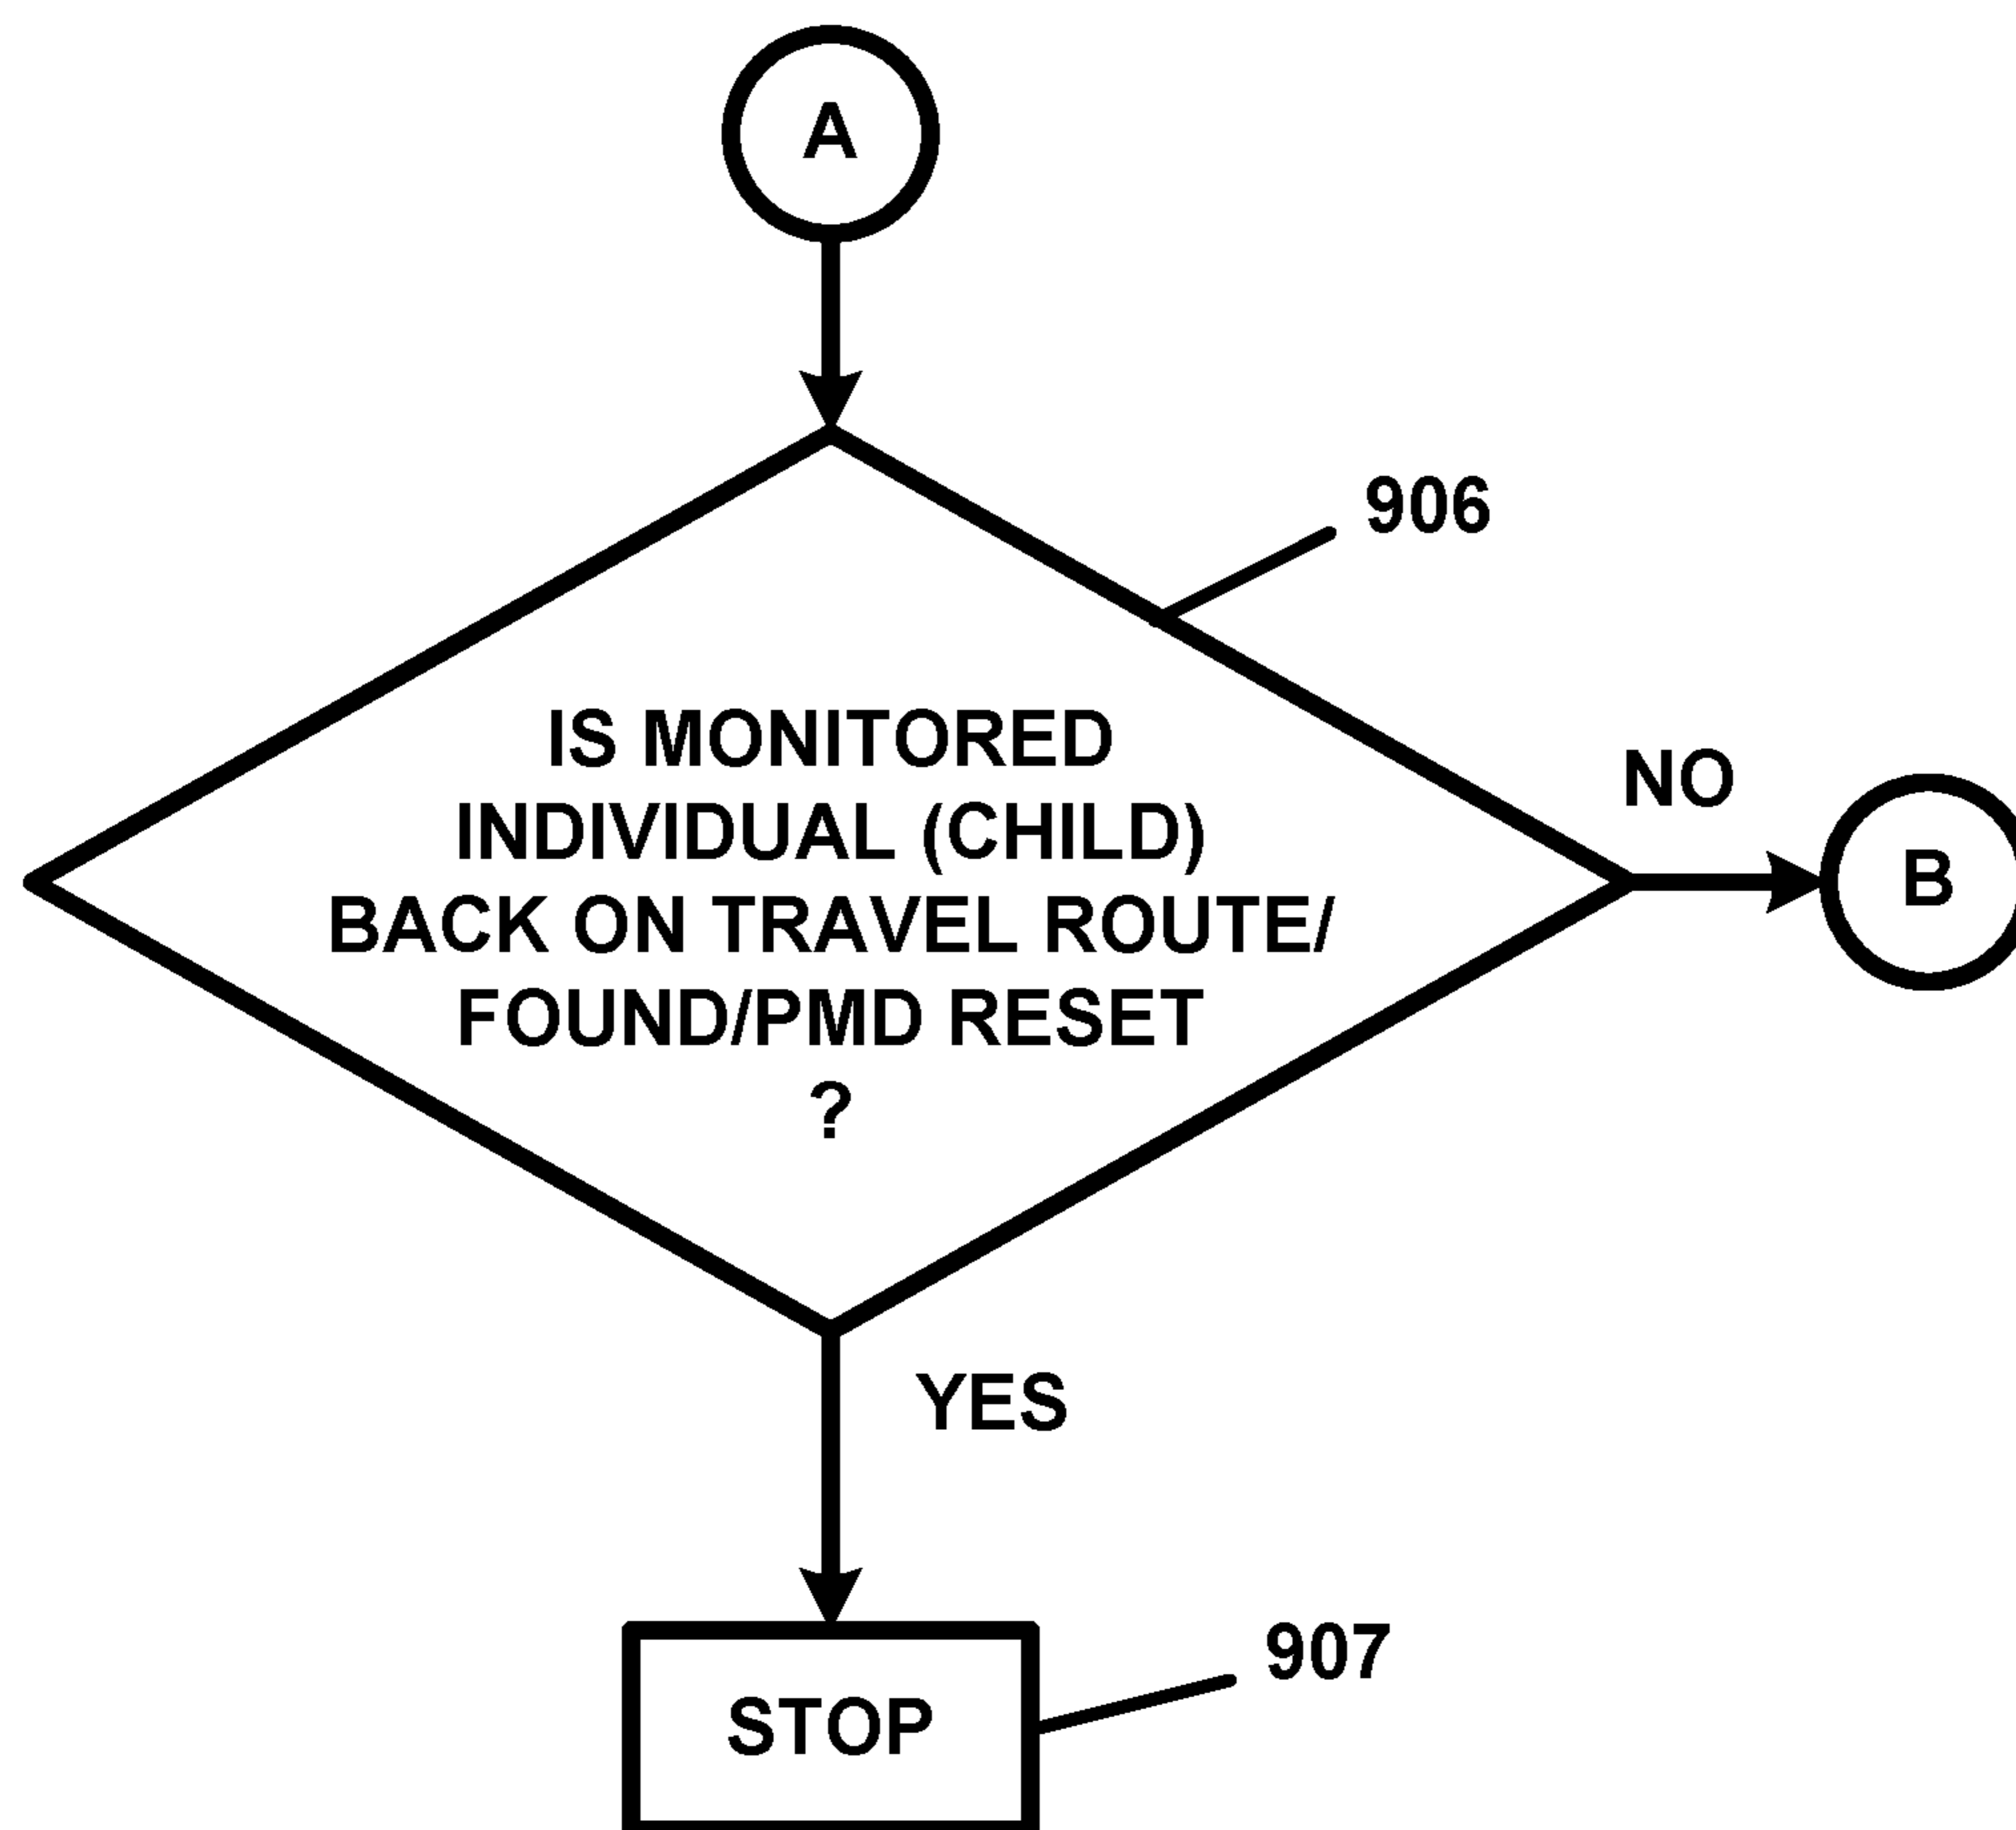 A
906
IS MONITORED
INDIVIDUAL (CHILD)
BACK ON TRAVEL ROUTE/
FOUND/PMD RESET
?
NO
B
YES
907
STOP